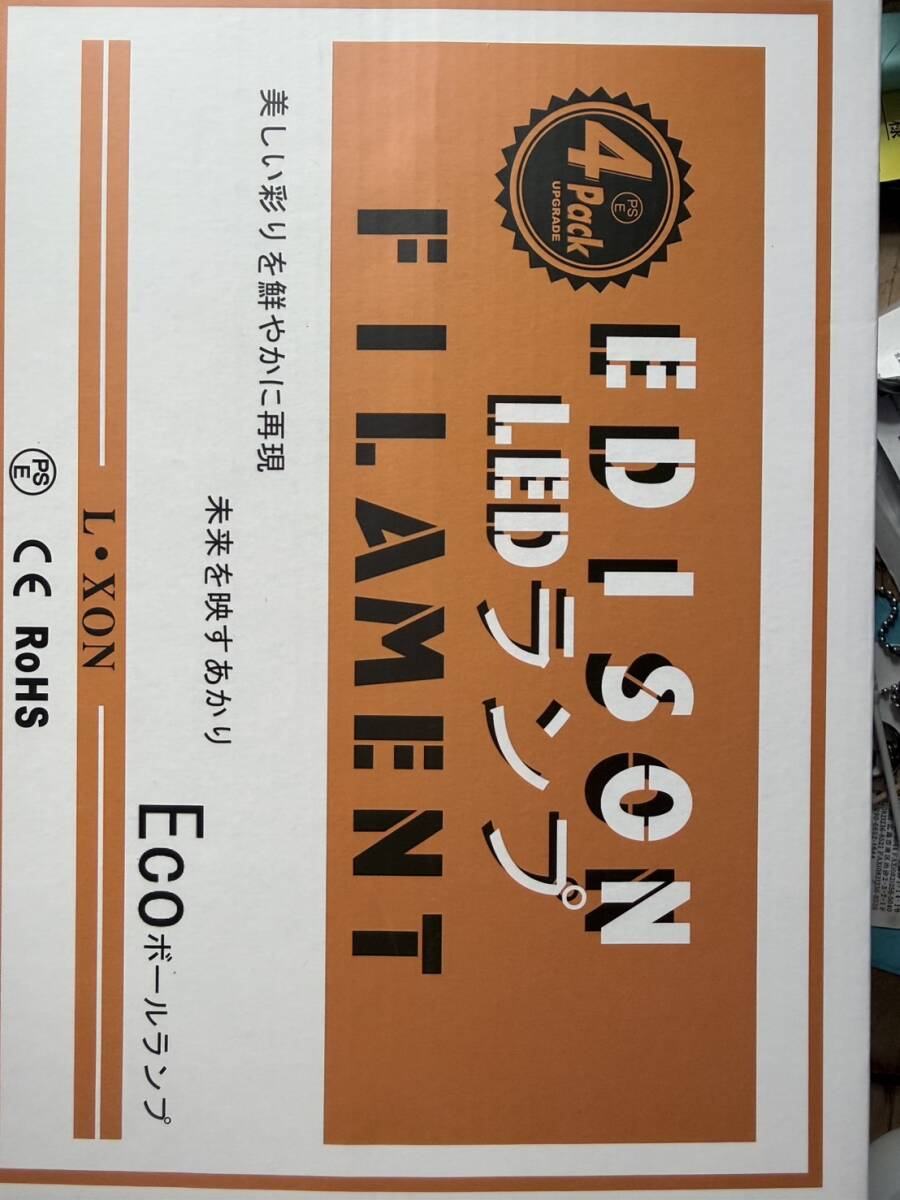 4 Pack
PS
E
UPGRADE
EDISON
LEDランプ
FILAMENT
美しい彩りを鮮やかに再現
未来を映すあかり
Ecoボールランプ
L・XON
PS
E
CE RoHS
様